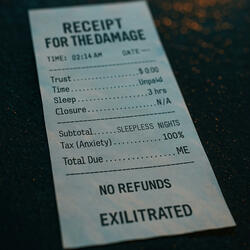 RECEIPT
FOR THE DAMAGE
TIME: 02:14 AM DATE —
Trust..................$0.00
Time..................Unpaid
Sleep..................3 hrs
Closure..................N/A
Subtotal........SLEEPLESS NIGHTS
Tax (Anxiety)..........100%
Total Due..................ME
NO REFUNDS
EXILITRATED